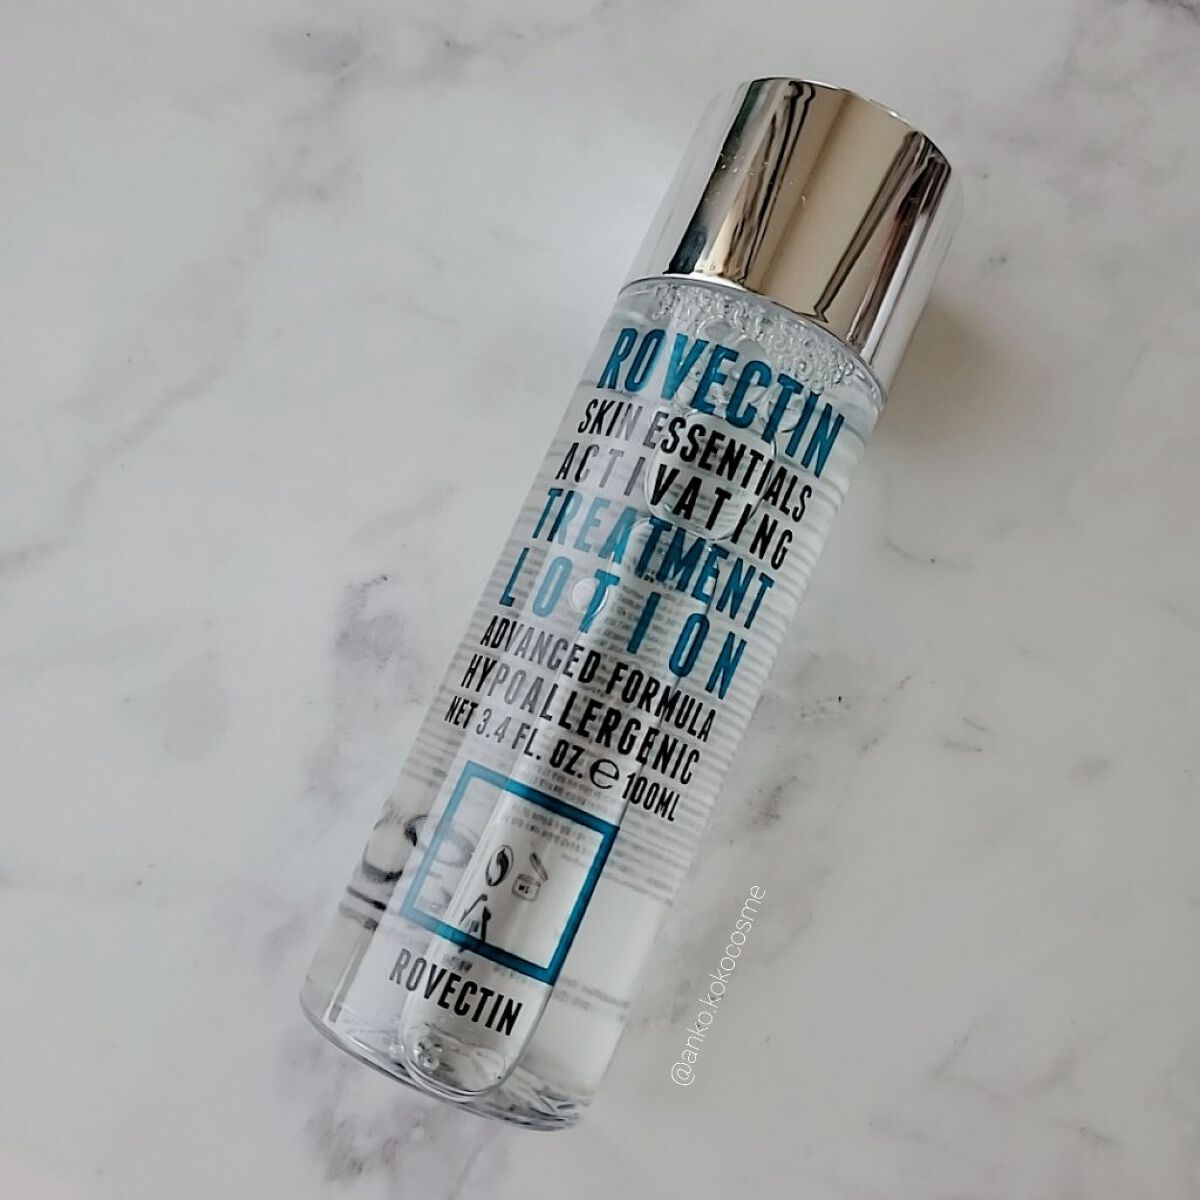 ROVECTIN
SKIN ESSENTIALS
ACTIVATING
TREATMENT
LOTION
ADVANCED FORMULA
HYPOALLERGENIC
NET 3.4 FL. OZ. e 100ML
ROVECTIN
@anko.kokocosme